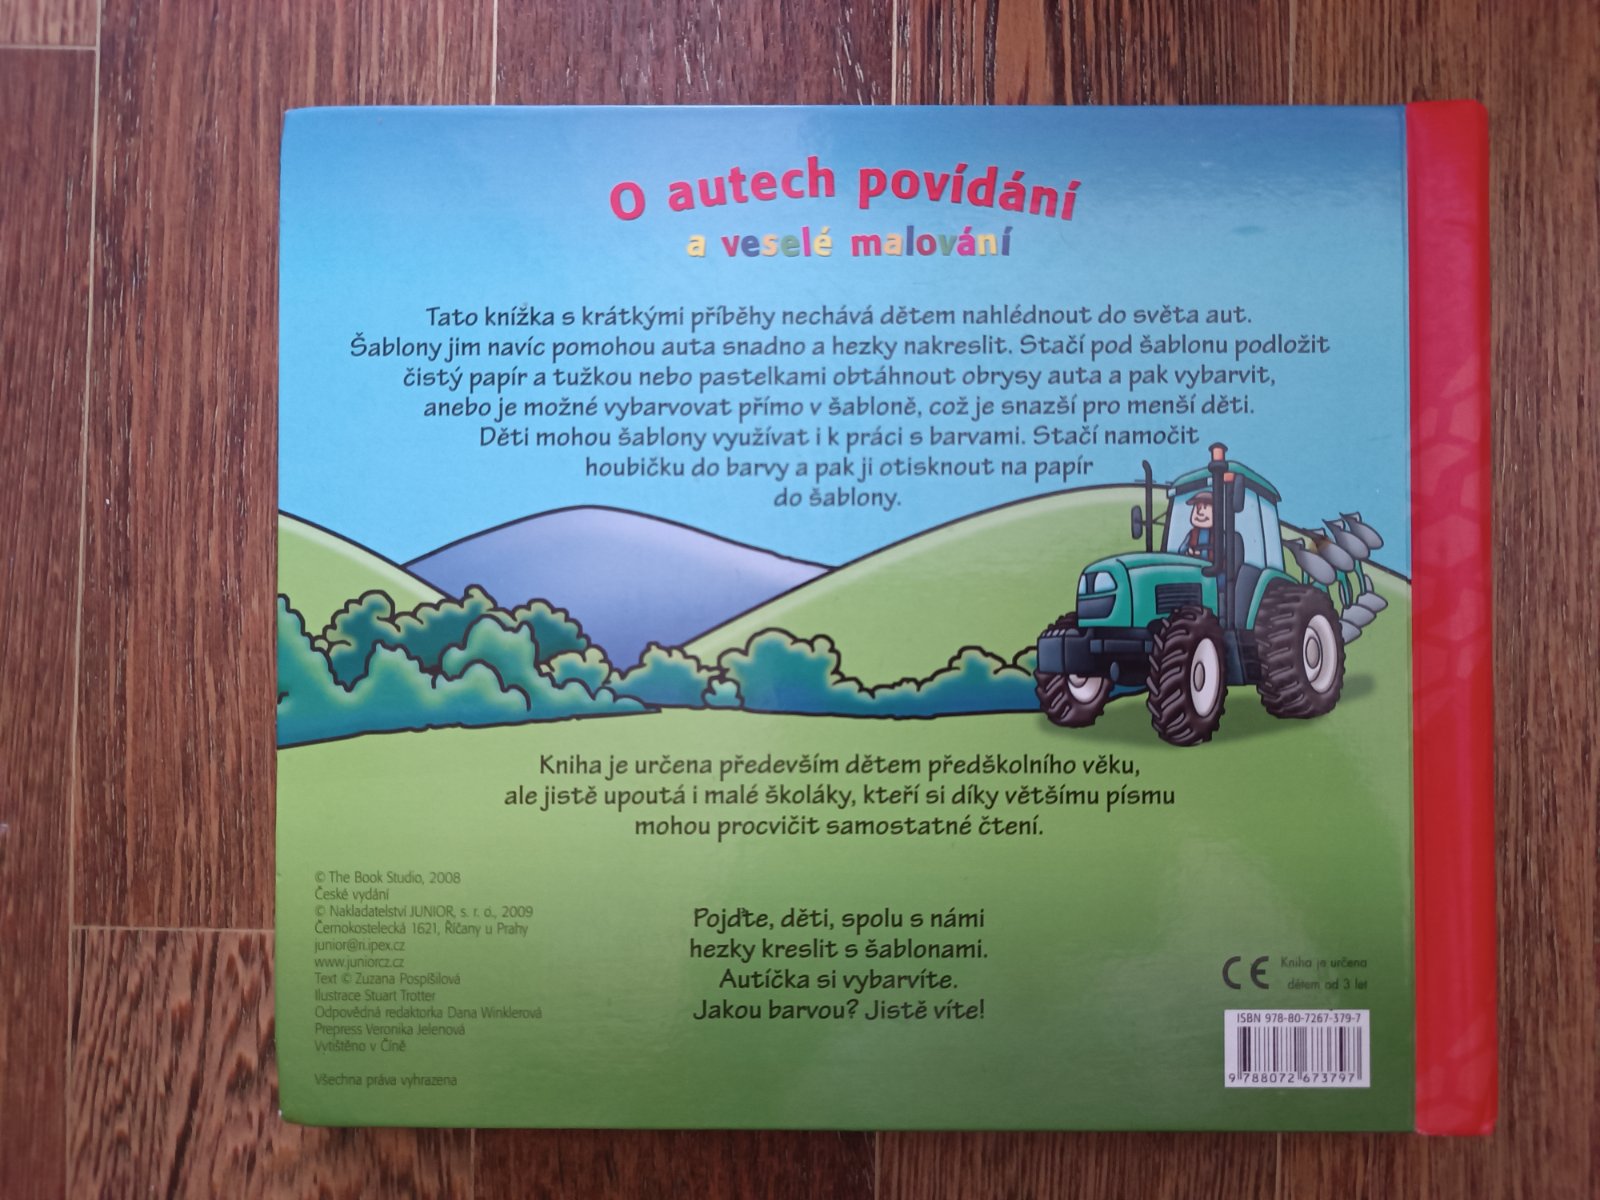 O autech povídání
a veselé malování
Tato knížka s krátkými příběhy nechává dětem nahlédnout do světa aut.
Šablony jim navíc pomohou auta snadno a hezky nakreslit. Stačí pod šablonu podložit
čistý papír a tužkou nebo pastelkami obtáhnout obrysy auta a pak vybarvit,
anebo je možné vybarvovat přímo v šabloně, což je snazší pro menší děti.
Děti mohou šablony využívat i k práci s barvami. Stačí namočit
houbičku do barvy a pak ji otisknout na papír
do šablony.
Kniha je určena především dětem předškolního věku,
ale jistě upoutá i malé školáky, kteří si díky většímu písmu
mohou procvičit samostatné čtení.
© The Book Studio, 2008
České vydání
© Nakladatelství JUNIOR, s. r. o., 2009
Černokostelecká 1621, Říčany u Prahy
junior@ri.ipex.cz
www.juniorcz.cz
Text © Zuzana Pospíšilová
Ilustrace Stuart Trotter
Odpovědná redaktorka Dana Winklerová
Prepress Veronika Jelenová
Vytištěno v Číně
Všechna práva vyhrazena
Pojďte, děti, spolu s námi
hezky kreslit s šablonami.
Autíčka si vybarvíte.
Jakou barvou? Jistě víte!
CE Kniha je určena
dětem od 3 let
ISBN 978-80-7267-379-7
9 788072 673797